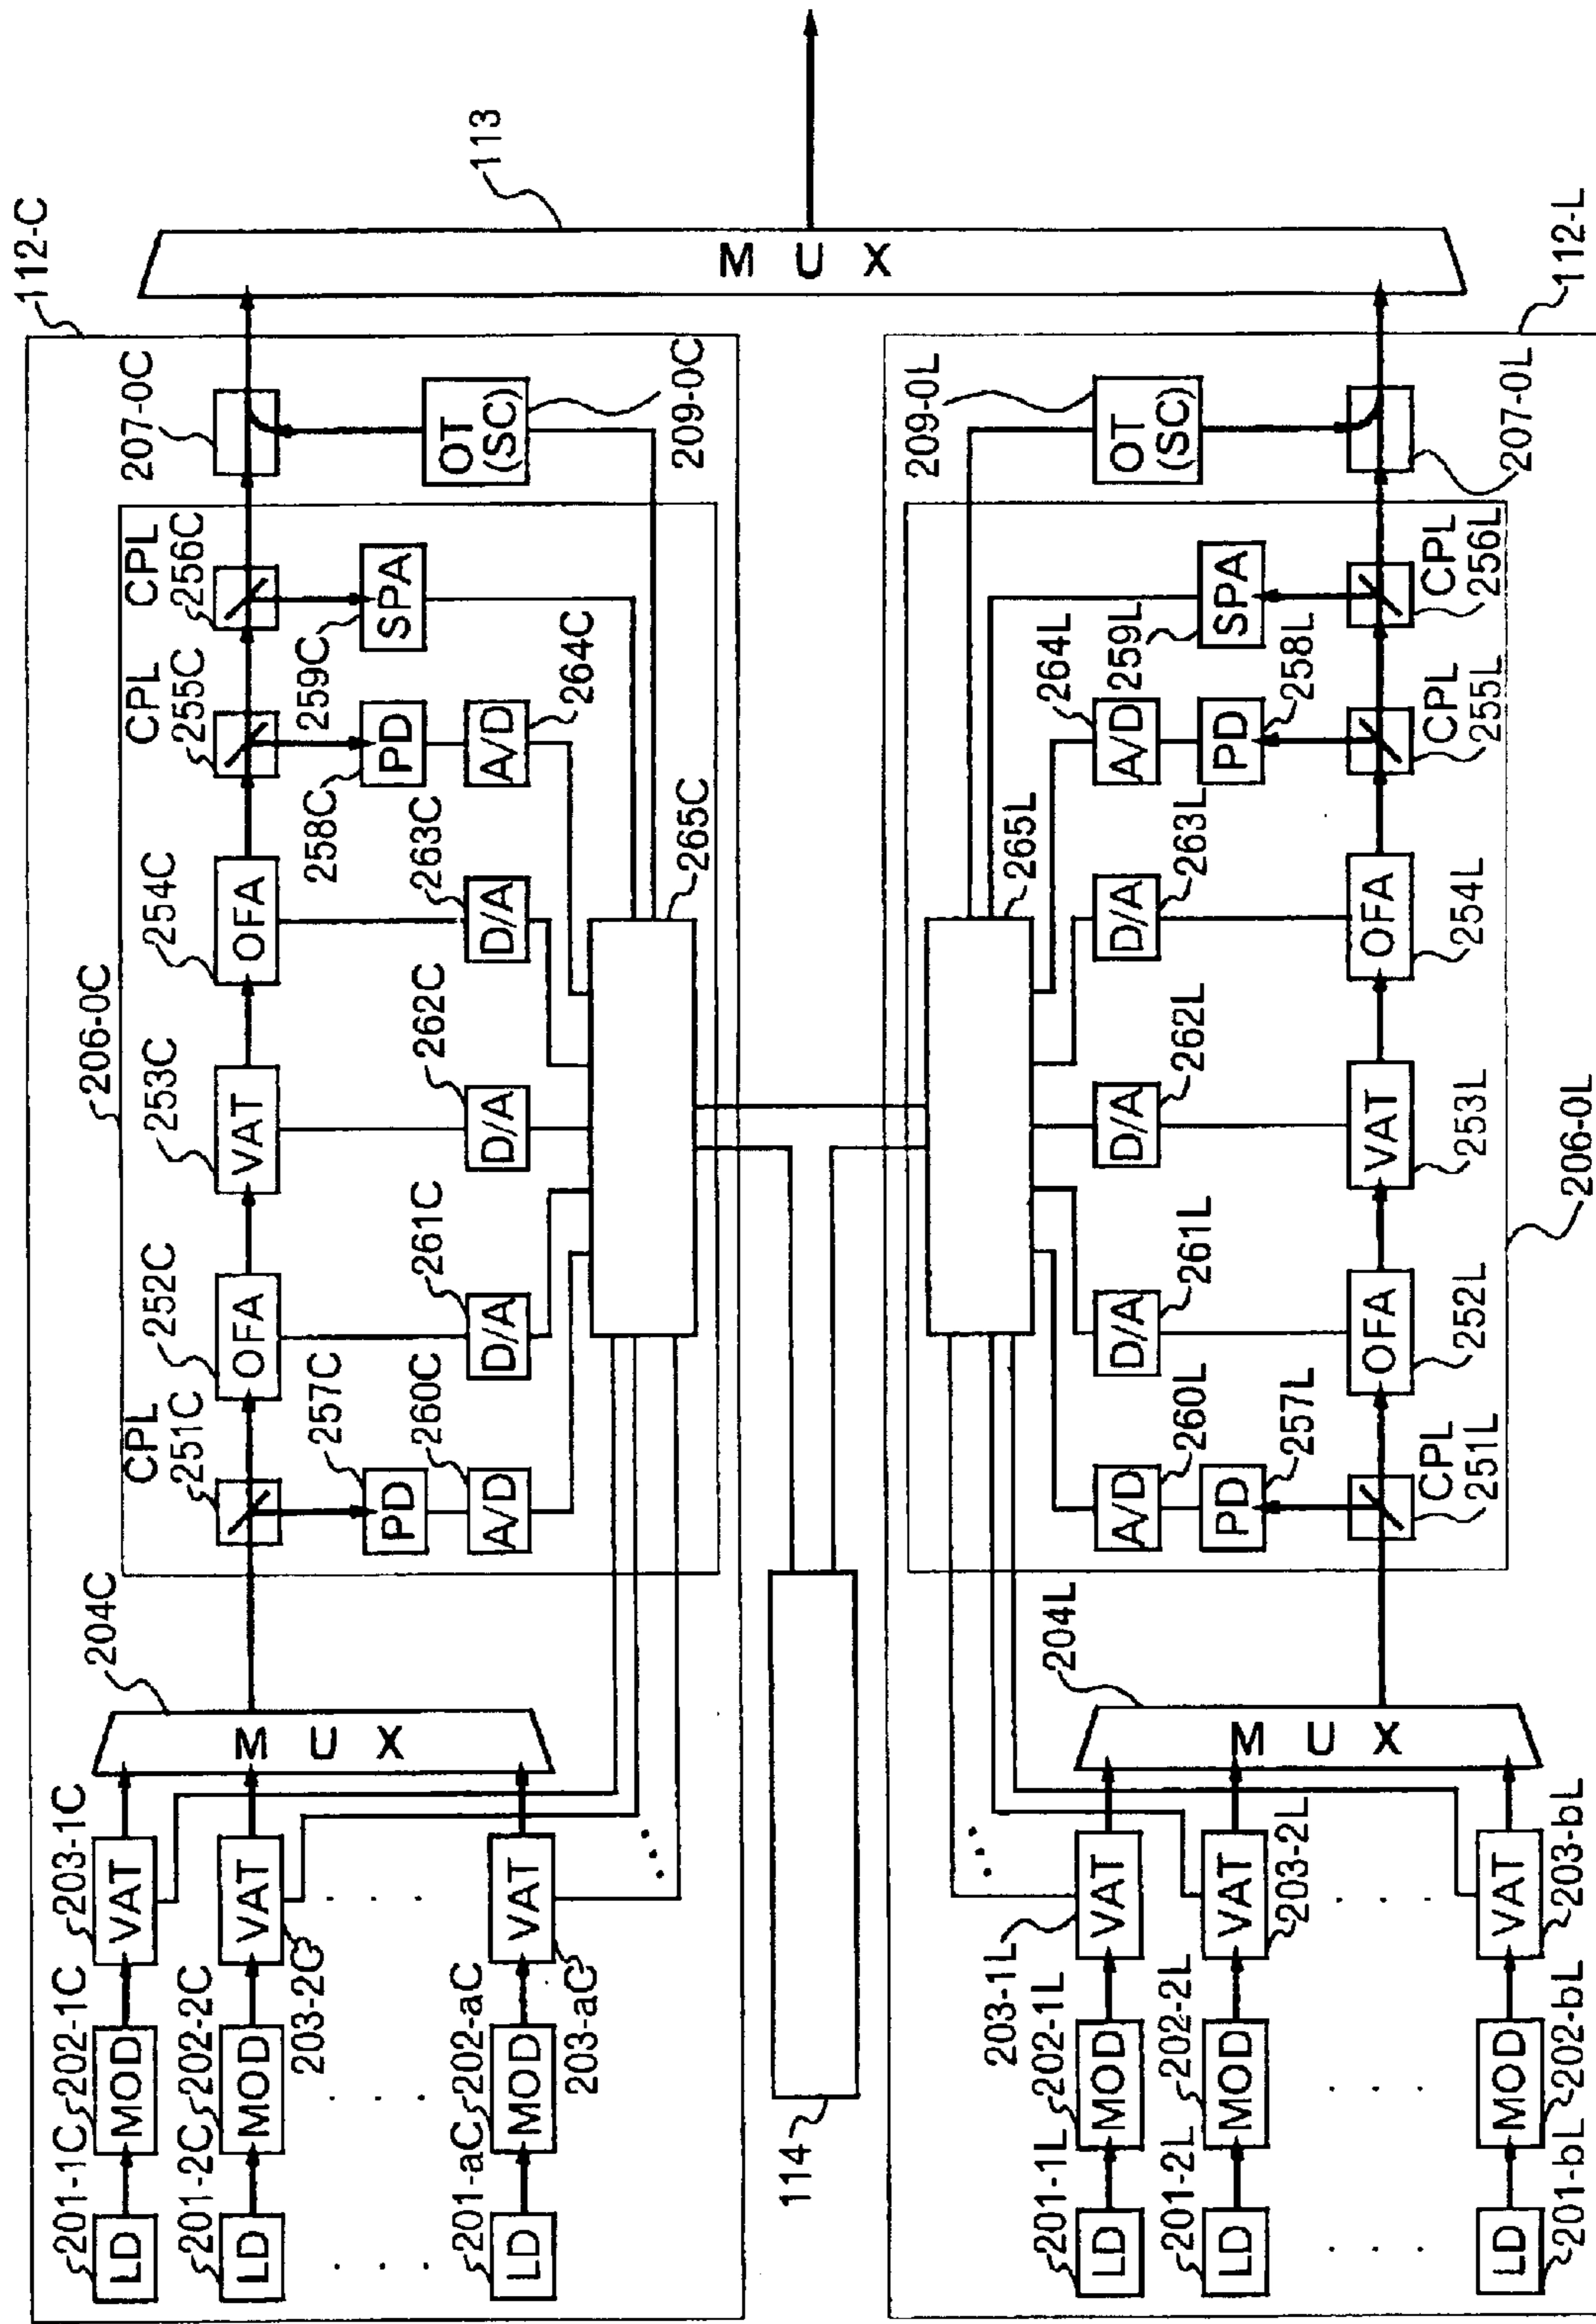 112-C
206-0C
204C
201-1C
202-1C
203-1C
LD
MOD
VAT
201-2C
202-2C
203-2C
LD
MOD
VAT
. . .
. . .
. . .
201-aC
202-aC
203-aC
LD
MOD
VAT
...
M U X
CPL
251C
252C
OFA
253C
VAT
254C
OFA
CPL
255C
CPL
256C
207-0C
257C
PD
260C
A/D
261C
D/A
262C
D/A
263C
D/A
258C
PD
264C
A/D
259C
SPA
OT
(SC)
209-0C
265C
113
M U X
114
112-L
206-0L
265L
209-0L
OT
(SC)
207-0L
260L
A/D
257L
PD
261L
D/A
262L
D/A
263L
D/A
264L
A/D
258L
PD
259L
SPA
CPL
251L
OFA
252L
VAT
253L
OFA
254L
CPL
255L
CPL
256L
204L
M U X
201-1L
202-1L
203-1L
LD
MOD
VAT
...
201-2L
202-2L
203-2L
LD
MOD
VAT
. . .
. . .
. . .
LD
MOD
VAT
201-bL
202-bL
203-bL